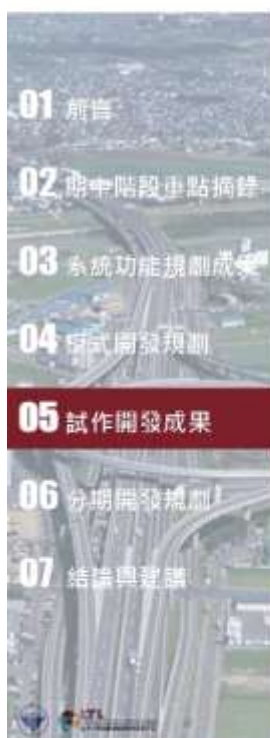 01 前言
02 期中階段重點摘錄
03 系統功能規劃成果
04 程式開發規劃
05 試作開發成果
06 分期開發規劃
07 結論與建議